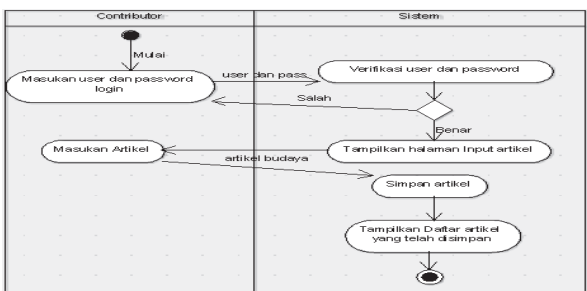 Contributor
Sistem
Mulai
Masukan user dan password
login
user dan pass
Verifikasi user dan password
Salah
Benar
Masukan Artikel
artikel budaya
Tampilkan halaman Input artikel
Simpan artikel
Tampilkan Daftar artikel
yang telah disimpan